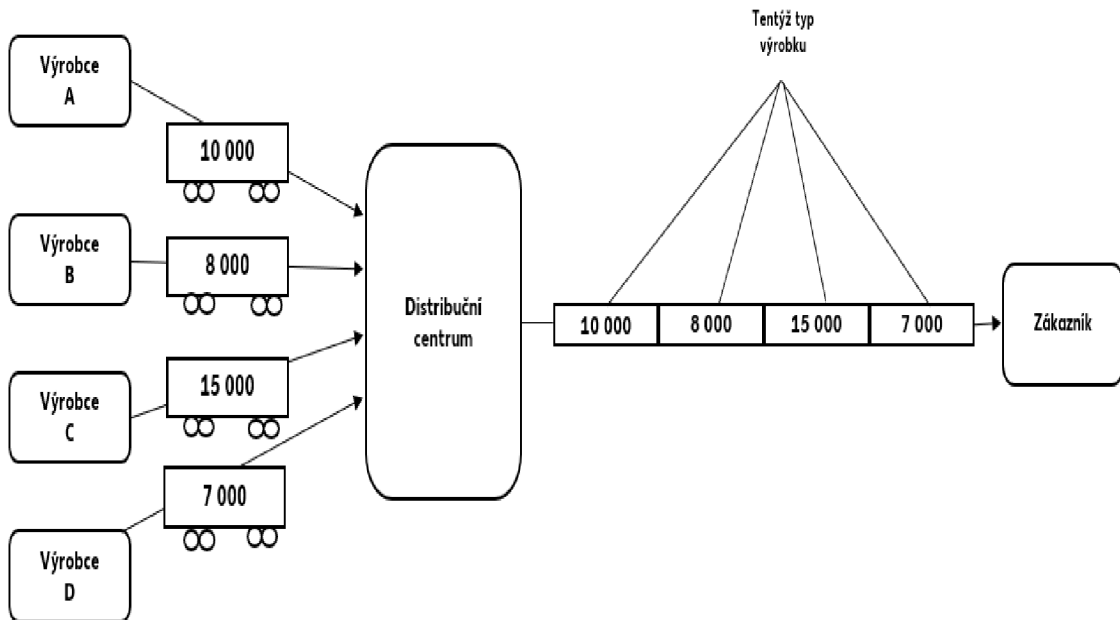 Tentýž typ
výrobku
Výrobce
A
10 000
Výrobce
B
8 000
Výrobce
C
15 000
Výrobce
D
7 000
Distribuční
centrum
10 000
8 000
15 000
7 000
Zákazník